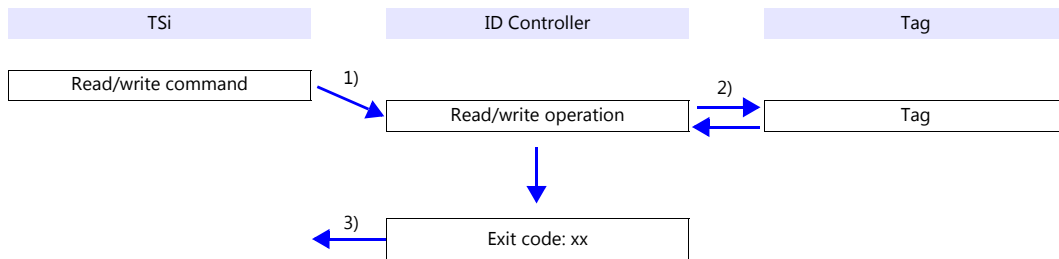 TSi
ID Controller
Tag
Read/write command
1)
Read/write operation
2)
Tag
3)
Exit code: xx